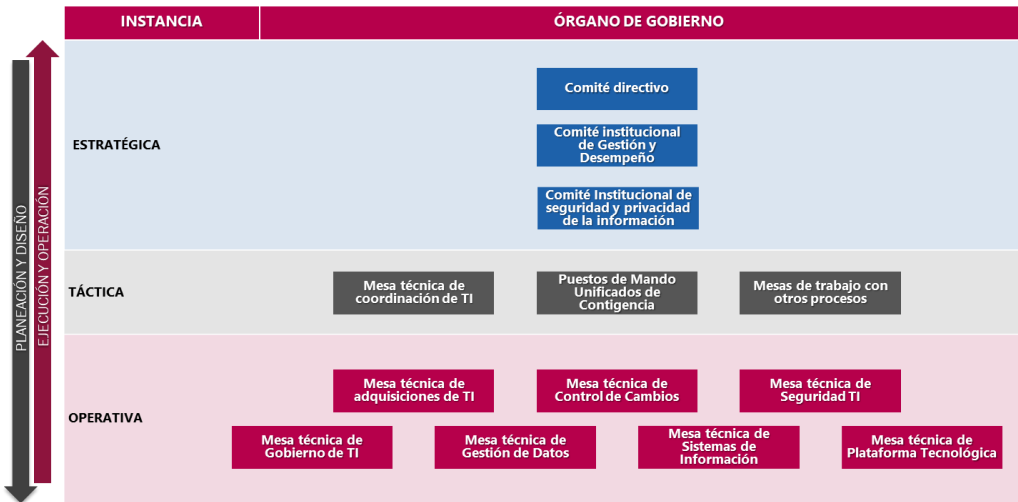 INSTANCIA
ÓRGANO DE GOBIERNO
PLANEACIÓN Y DISEÑO
EJECUCIÓN Y OPERACIÓN
ESTRATÉGICA
Comité directivo
Comité institucional
de Gestión y
Desempeño
Comité Institucional de
seguridad y privacidad
de la información
TÁCTICA
Mesa técnica de
coordinación de TI
Puestos de Mando
Unificados de
Contigencia
Mesas de trabajo con
otros procesos
OPERATIVA
Mesa técnica de
adquisiciones de TI
Mesa técnica de
Control de Cambios
Mesa técnica de
Seguridad TI
Mesa técnica de
Gobierno de TI
Mesa técnica de
Gestión de Datos
Mesa técnica de
Sistemas de
Información
Mesa técnica de
Plataforma Tecnológica